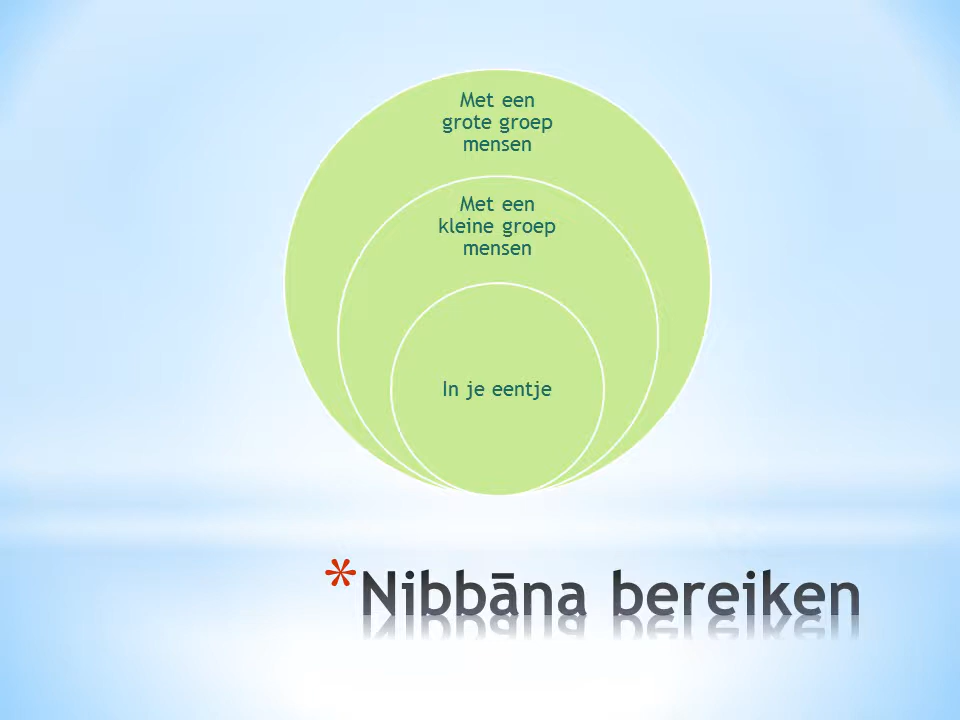 Met een
grote groep
mensen
Met een
kleine groep
mensen
In je eentje
*Nibbāna bereiken